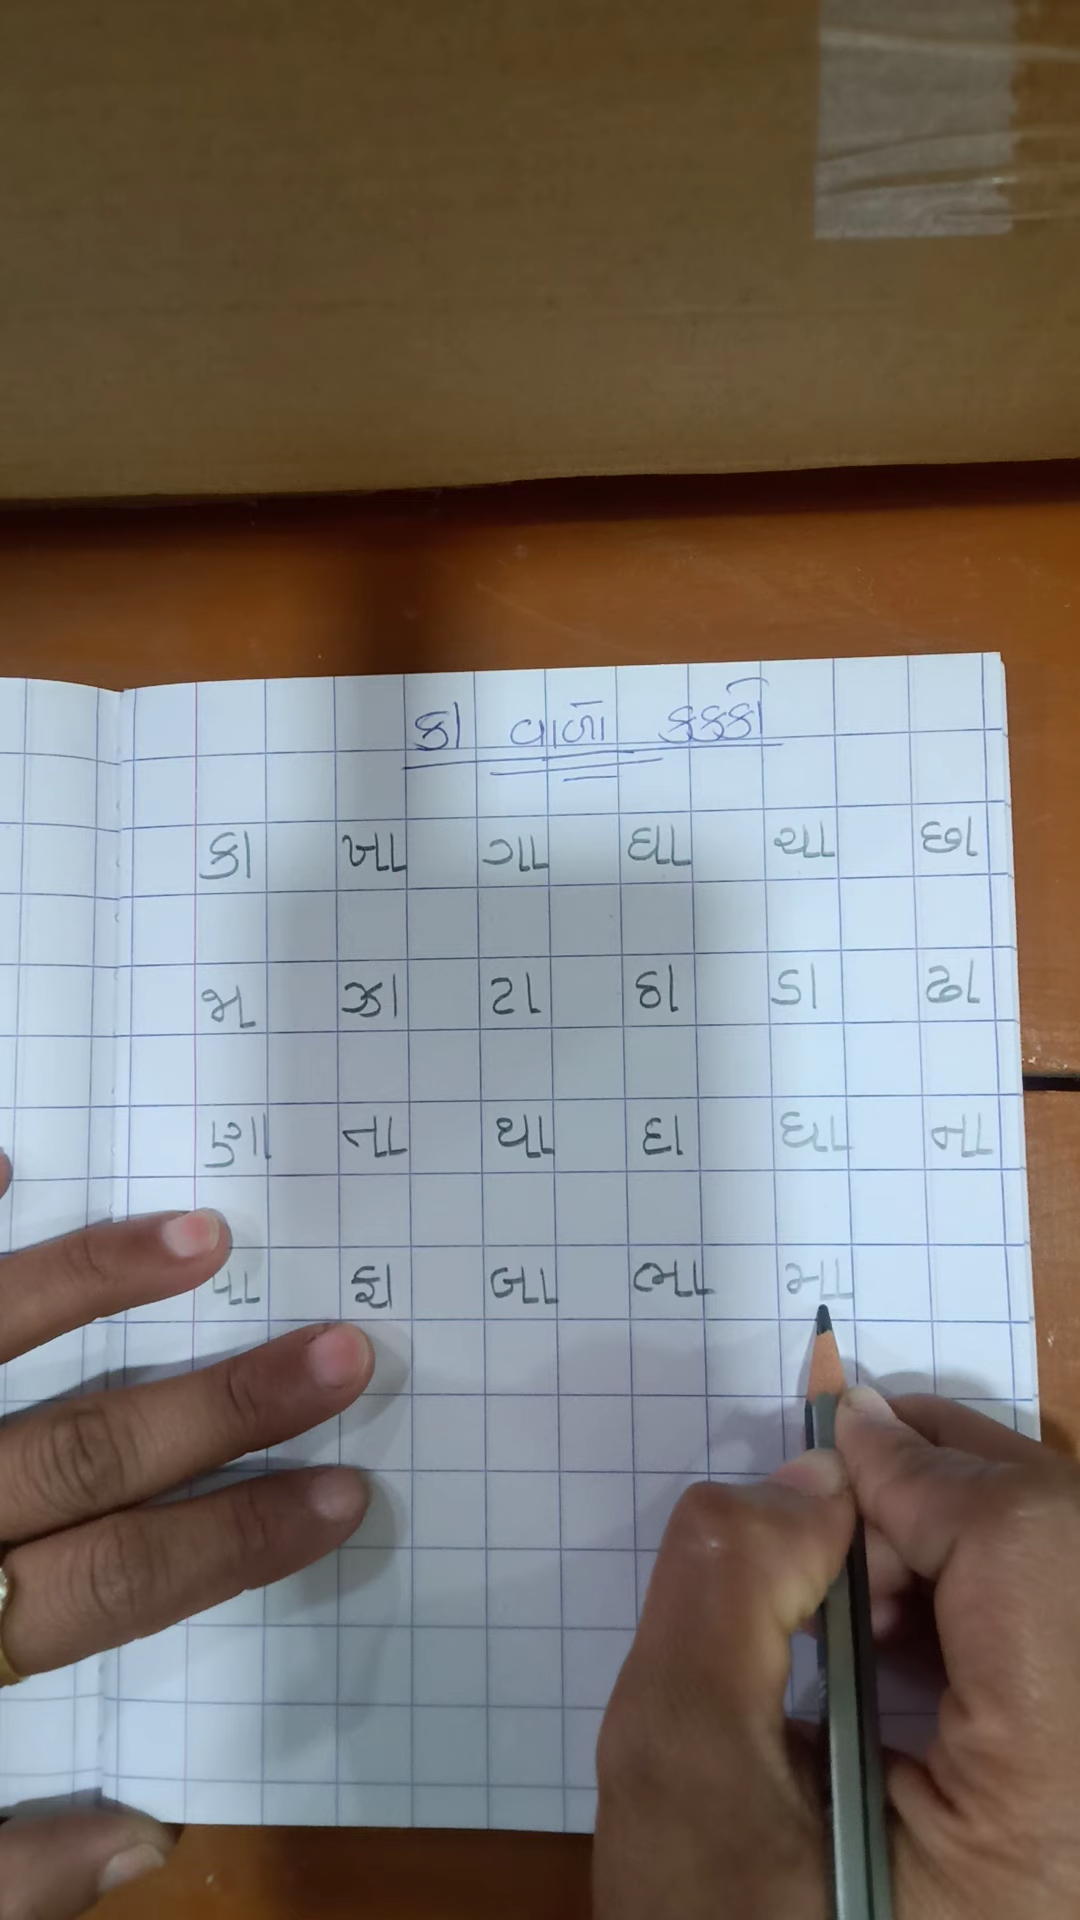 કા વાળો કક્કો
કા ખા ગા ઘા ચા છા
જા ઝા ટા ઠા ડા ઢા
ણા તા થા દા ધા ના
પા ફા બા ભા મા